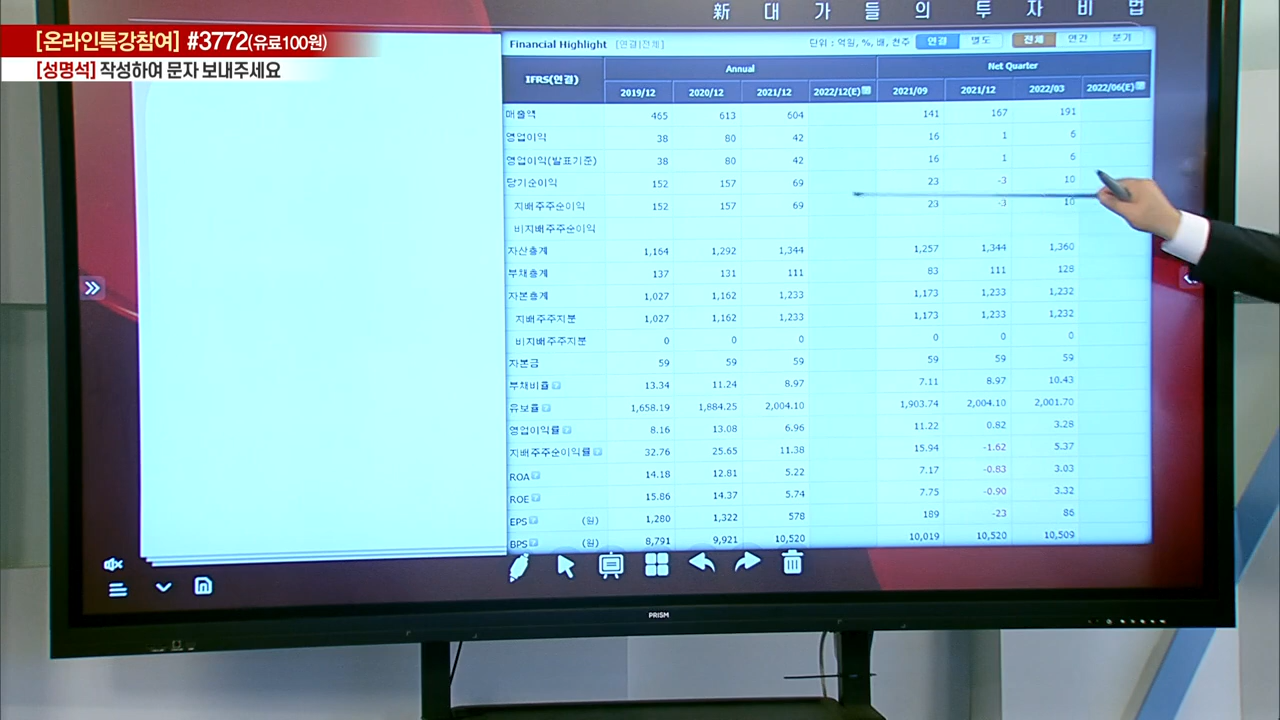 新 대 가 들 의 투 자 비 법
[온라인특강참여] #3772(유료100원)
[성명석] 작성하여 문자 보내주세요
Financial Highlight [연결|전체] 단위 : 억원, %, 배, 천주 연결 별도 전체 연간 분기
IFRS(연결) Annual Net Quarter
2019/12 2020/12 2021/12 2022/12(E) 2021/09 2021/12 2022/03 2022/06(E)
매출액 465 613 604 141 167 191
영업이익 38 80 42 16 1 6
영업이익(발표기준) 38 80 42 16 1 6
당기순이익 152 157 69 23 -3 10
지배주주순이익 152 157 69 23 -3 10
비지배주주순이익
자산총계 1,164 1,292 1,344 1,257 1,344 1,360
부채총계 137 131 111 83 111 128
자본총계 1,027 1,162 1,233 1,173 1,233 1,232
지배주주지분 1,027 1,162 1,233 1,173 1,233 1,232
비지배주주지분 0 0 0 0 0 0
자본금 59 59 59 59 59 59
부채비율 13.34 11.24 8.97 7.11 8.97 10.43
유보율 1,658.19 1,884.25 2,004.10 1,903.74 2,004.10 2,001.70
영업이익률 8.16 13.08 6.96 11.22 0.82 3.28
지배주주순이익률 32.76 25.65 11.38 15.94 -1.62 5.37
ROA 14.18 12.81 5.22 7.17 -0.83 3.03
ROE 15.86 14.37 5.74 7.75 -0.90 3.32
EPS (원) 1,280 1,322 578 189 -23 86
BPS (원) 8,791 9,921 10,520 10,019 10,520 10,509
PRISM